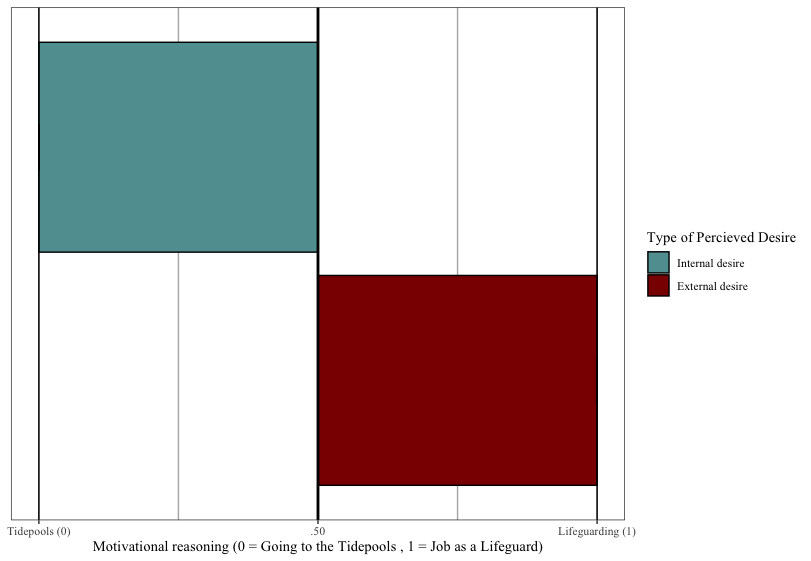 Type of Percieved Desire
Internal desire
External desire
Tidepools (0)
.50
Lifeguarding (1)
Motivational reasoning (0 = Going to the Tidepools , 1 = Job as a Lifeguard)